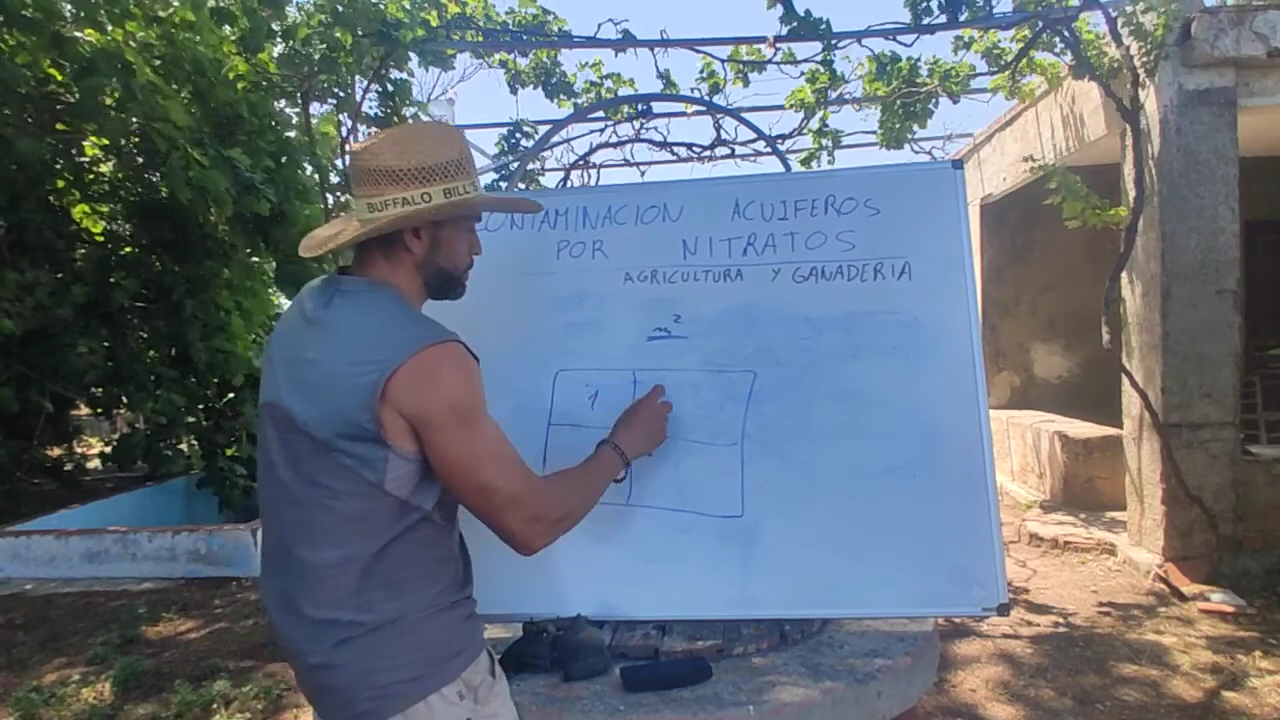 BUFFALO BILL'S
CONTAMINACION ACUIFEROS
POR NITRATOS
AGRICULTURA Y GANADERIA
m²
1